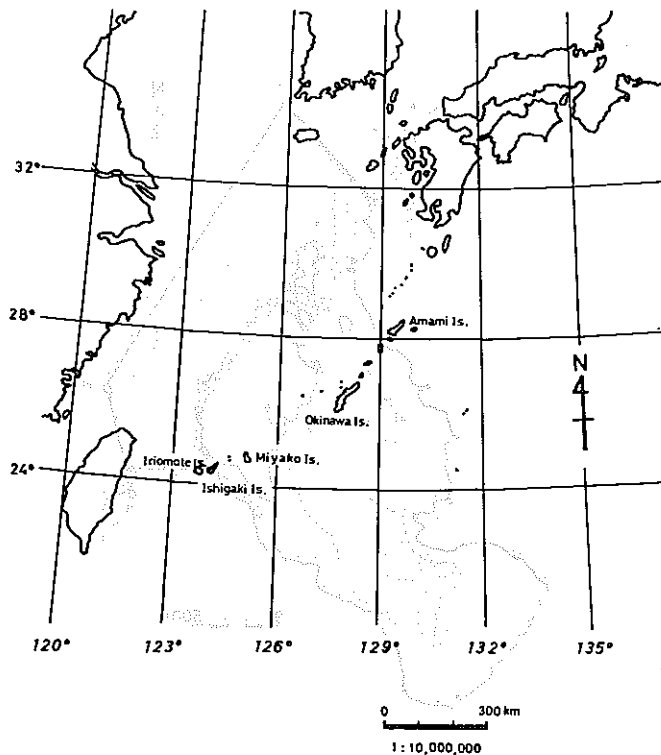 32°
28°
Amami Is.
N
Okinawa Is.
Iriomote Is.
Miyako Is.
24°
Ishigaki Is.
120°
123°
126°
129°
132°
135°
0
300 km
1 : 10,000,000